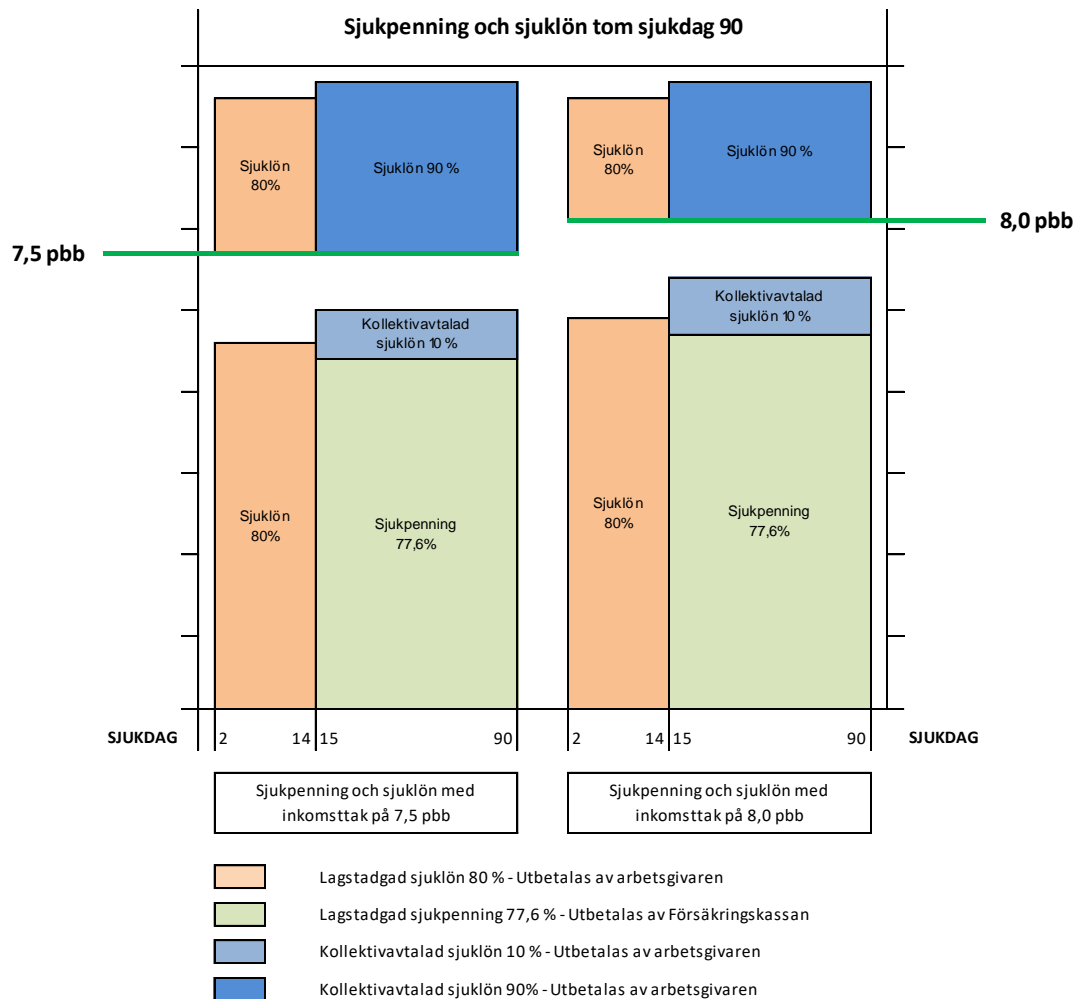 Sjukpenning och sjuklön tom sjukdag 90
Sjuklön
80%
Sjuklön 90 %
Sjuklön
80%
Sjuklön 90 %
7,5 pbb
8,0 pbb
Kollektivavtalad
sjuklön 10 %
Kollektivavtalad
sjuklön 10 %
Sjuklön
80%
Sjukpenning
77,6%
Sjuklön
80%
Sjukpenning
77,6%
SJUKDAG 2 14 15 90 2 14 15 90 SJUKDAG
Sjukpenning och sjuklön med
inkomsttak på 7,5 pbb
Sjukpenning och sjuklön med
inkomsttak på 8,0 pbb
Lagstadgad sjuklön 80 % - Utbetalas av arbetsgivaren
Lagstadgad sjukpenning 77,6 % - Utbetalas av Försäkringskassan
Kollektivavtalad sjuklön 10 % - Utbetalas av arbetsgivaren
Kollektivavtalad sjuklön 90% - Utbetalas av arbetsgivaren